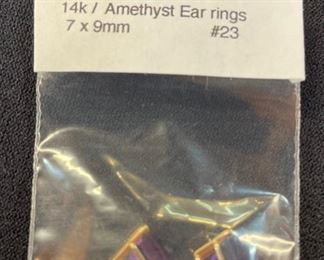 14k / Amethyst Ear rings
7 x 9mm #23